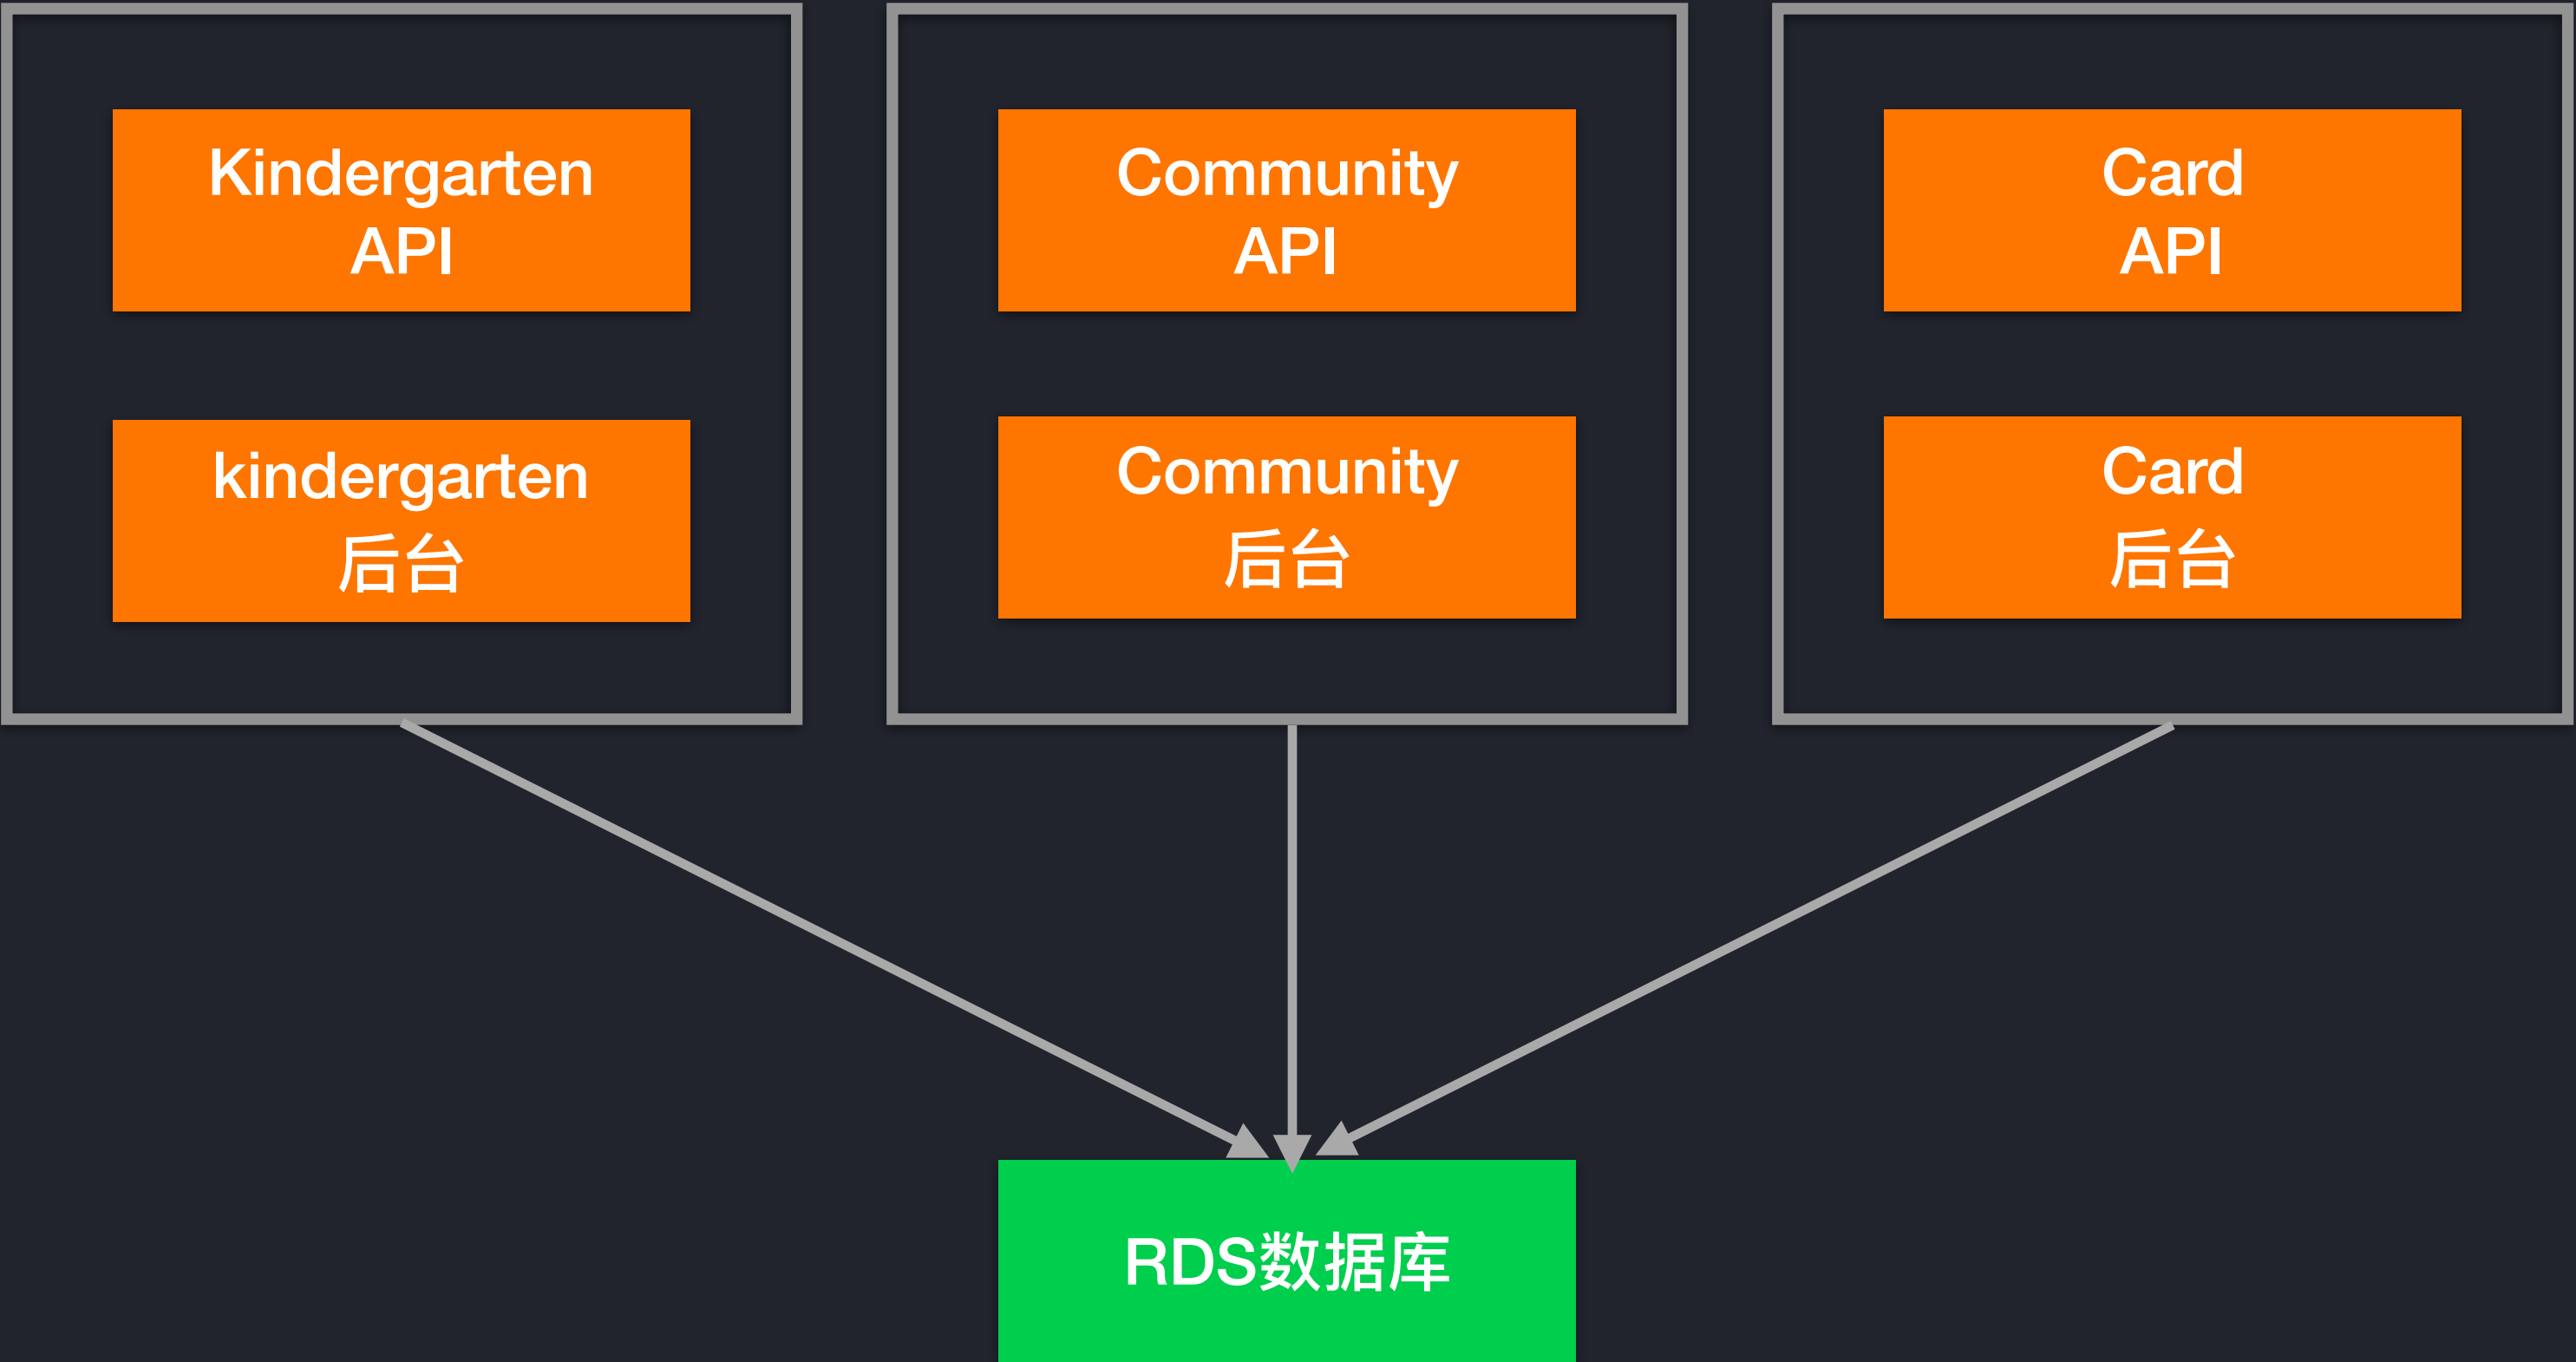 Kindergarten
API
kindergarten
后台
Community
API
Community
后台
Card
API
Card
后台
RDS数据库